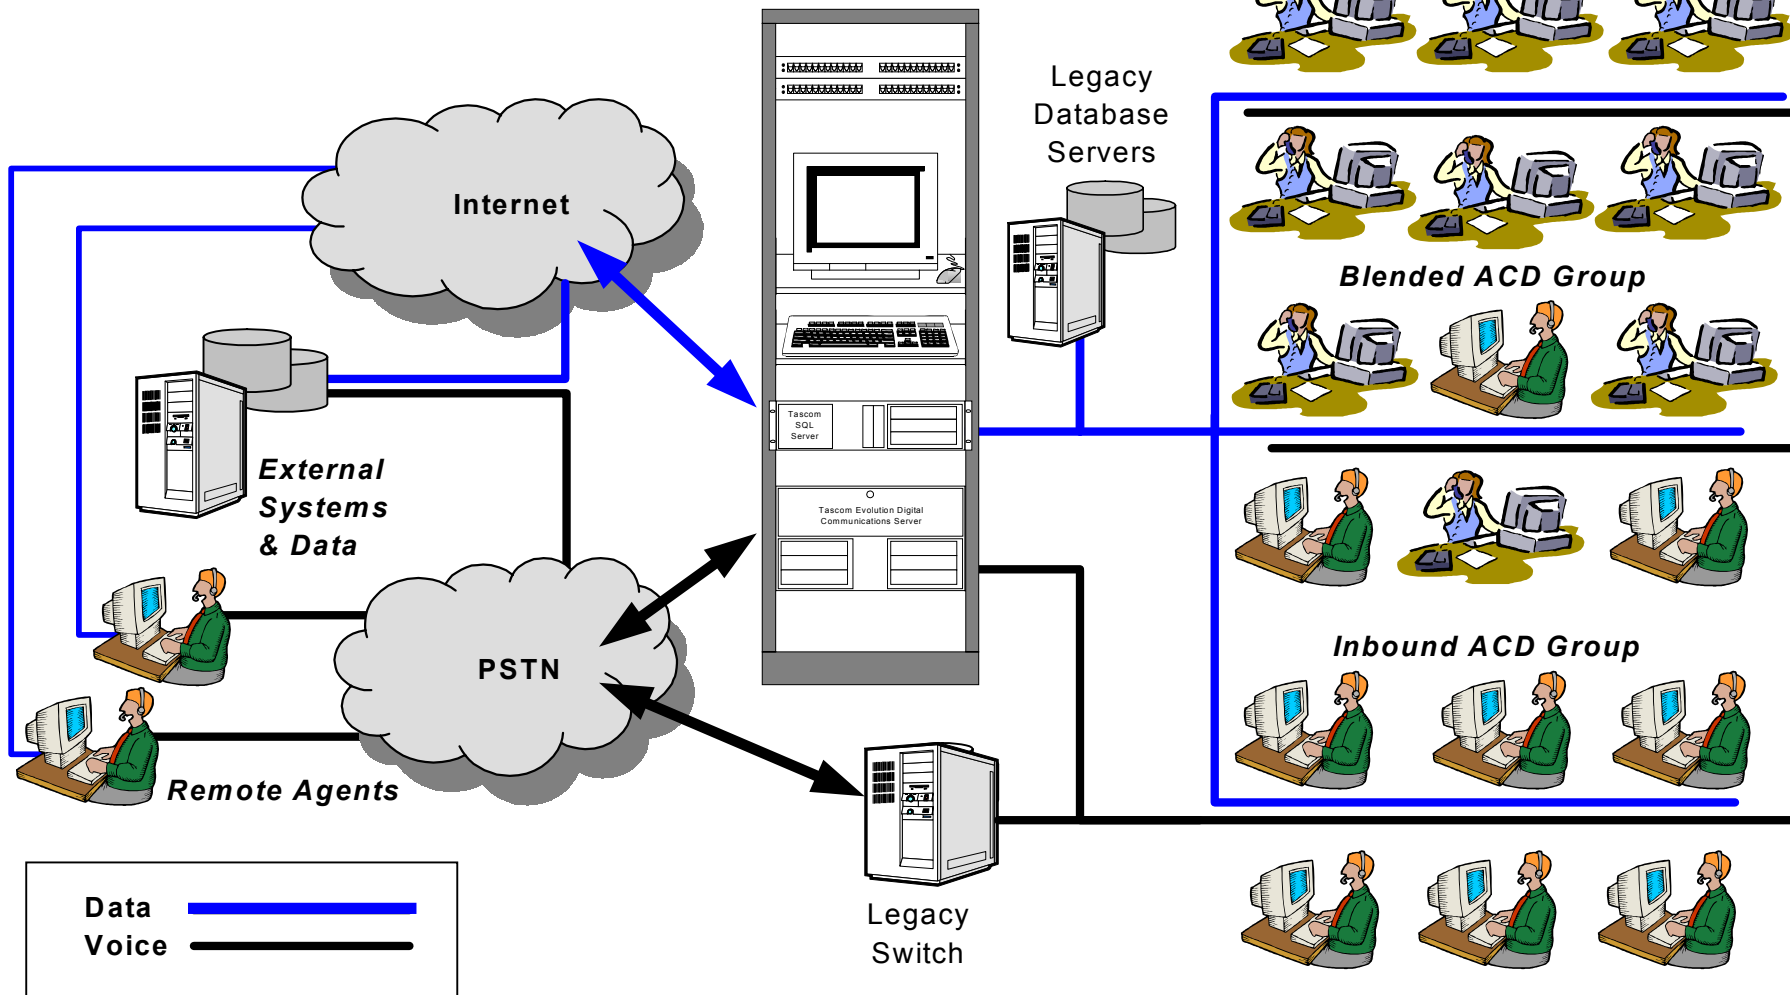 Legacy
Database
Servers
Internet
Blended ACD Group
Tascom
SQL
Server
External
Systems
& Data
Tascom Evolution Digital
Communications Server
Inbound ACD Group
PSTN
Remote Agents
Data
Voice
Legacy
Switch